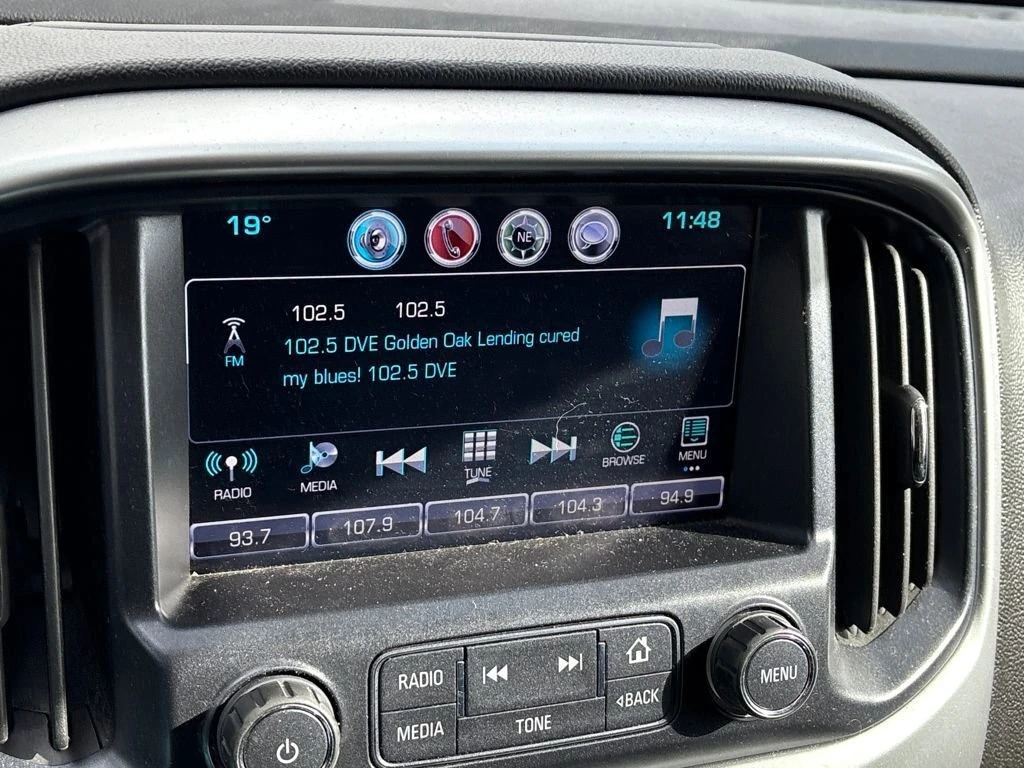 19°
NE
11:48
102.5 102.5
FM
102.5 DVE Golden Oak Lending cured
my blues! 102.5 DVE
RADIO
MEDIA
TUNE
BROWSE
MENU
93.7
107.9
104.7
104.3
94.9
RADIO
MEDIA
TONE
BACK
MENU